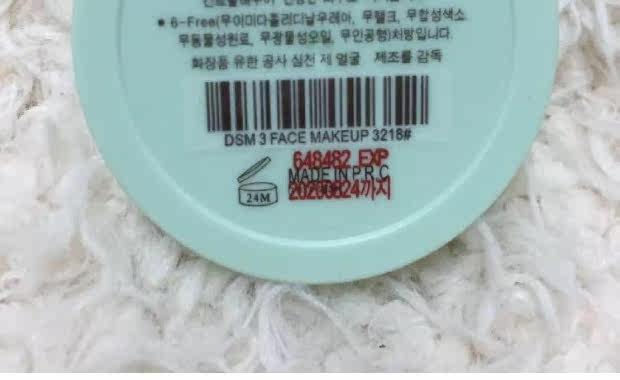 • 6-Free(무이미다졸리디닐우레아, 무탤크, 무합성색소
무동물성원료, 무광물성오일, 무인공향)처방입니다
화장품 유한 공사 실전 제 얼굴 제조를 감독
DSM 3 FACE MAKEUP 3218#
648482 EXP
MADE IN P.R.C
20200824까지
24M